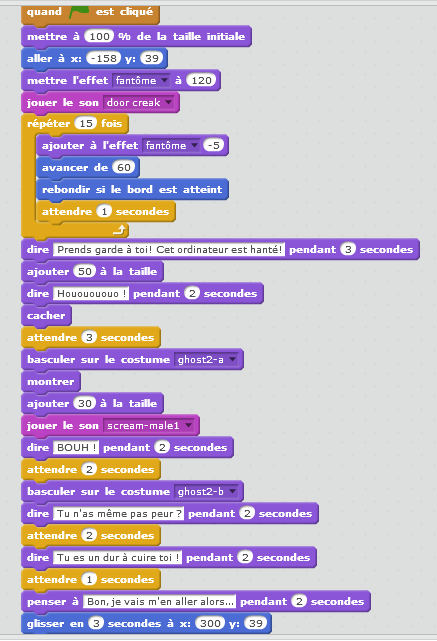 quand est cliqué
mettre à 100 % de la taille initiale
aller à x: -158 y: 39
mettre l'effet fantôme à 120
jouer le son door creak
répéter 15 fois
ajouter à l'effet fantôme -5
avancer de 60
rebondir si le bord est atteint
attendre 1 secondes
dire Prends garde à toi! Cet ordinateur est hanté! pendant 3 secondes
ajouter 50 à la taille
dire Houououuuo ! pendant 2 secondes
cacher
attendre 3 secondes
basculer sur le costume ghost2-a
montrer
ajouter 30 à la taille
jouer le son scream-male1
dire BOUH ! pendant 2 secondes
attendre 2 secondes
basculer sur le costume ghost2-b
dire Tu n'as même pas peur ? pendant 2 secondes
attendre 2 secondes
dire Tu es un dur à cuire toi ! pendant 2 secondes
attendre 1 secondes
penser à Bon, je vais m'en aller alors... pendant 2 secondes
glisser en 3 secondes à x: 300 y: 39